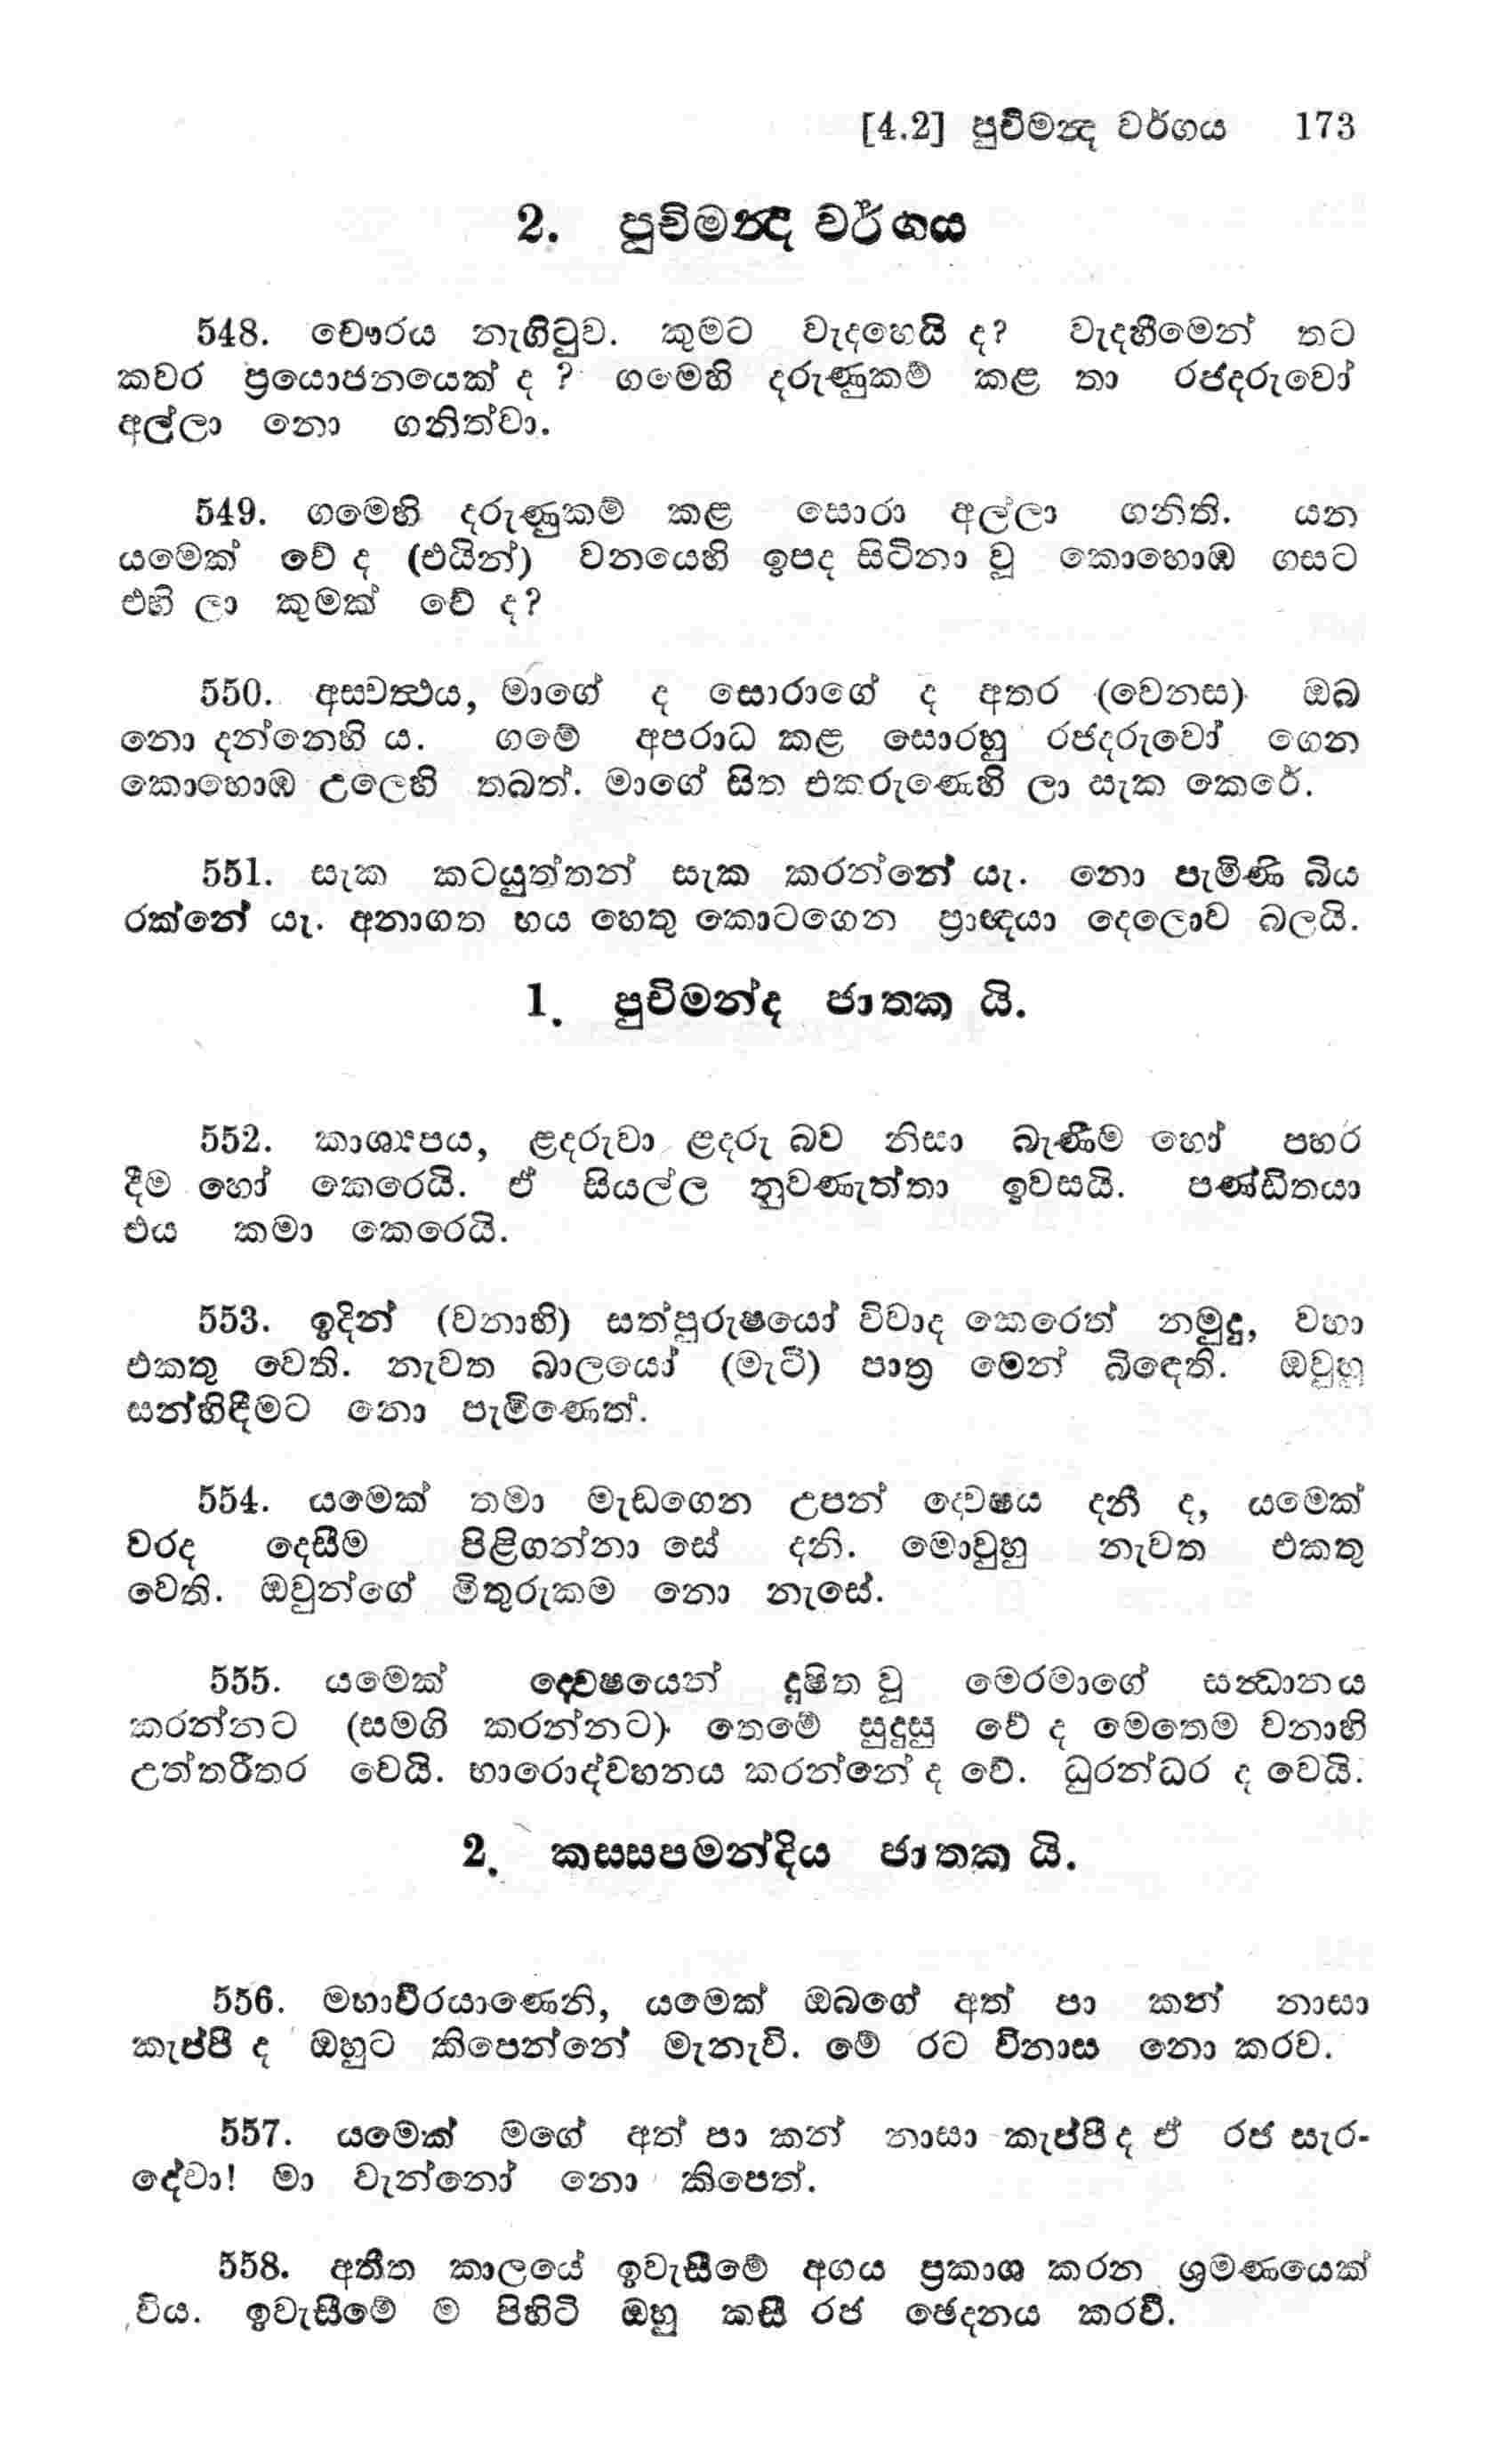 [4.2] පුචිමන්‍ද වර්ගය 173
2. පුචිමන්‍ද වර්ගය
548. චෞරය නැගිටුව. කුමට වැදහෙයි ද? වැදහීමෙන් තට
කවර ප්‍රයොජනයෙක් ද ? ගමෙහි දරුණුකම් කළ තා රජදරුවෝ
අල්ලා නො ගනිත්වා.
549. ගමෙහි දරුණුකම් කළ සොරා අල්ලා ගනිති. යන
යමෙක් වේ ද (එයින්) වනයෙහි ඉපද සිටිනා වූ කොහොඹ ගසට
එහි ලා කුමක් වේ ද?
550. අස‍්වත්‍ථය, මාගේ ද සොරාගේ ද අතර (වෙනස) ඔබ
නො දන්නෙහි ය. ගමේ අපරාධ කළ සොරහු රජදරුවෝ ගෙන
කොහොඹ උලෙහි තබත්. මාගේ සිත එකරුණෙහි ලා සැක කෙරේ.
551. සැක කටයුත්තන් සැක කරන්නේ යැ. නො පැමිණි බිය
රක්නේ යැ. අනාගත භය හෙතු කොටගෙන ප්‍රාඥයා දෙලොව බලයි.
1. පුචිමන්ද ජාතක යි.
552. කාශ්‍යපය, ළදරුවා ළදරු බව නිසා බැණීම හෝ පහර
දීම හෝ කෙරෙයි. ඒ සියල්ල නුවණැත්තා ඉවසයි. පණ්ඩිතයා
එය කමා කෙරෙයි.
553. ඉදින් (වනාහි) සත්පුරුෂයෝ විවාද කෙරෙත් නමුදු, වහා
එකතු වෙති. නැවත බාලයෝ (මැටි) පාත්‍ර මෙන් බිඳෙති. ඔවුහු
සන්හිඳීමට නො පැමිණෙත්.
554. යමෙක් තමා මැඩගෙන උපන් ද්‍වෙෂය දනී ද, යමෙක්
වරද දෙසීම පිළිගන්නා සේ දනි. මොවුහු නැවත එකතු
වෙති. ඔවුන්ගේ මිතුරුකම නො නැසේ.
555. යමෙක් ද්‍වෙෂයෙන් දූෂිත වූ මෙරමාගේ සන්‍ධානය
කරන්නට (සමගි කරන්නට) තෙමේ සුදුසු වේ ද මෙතෙම වනාහි
උත්තරීතර වෙයි. භාරොද්වහනය කරන්නේ ද වේ. ධුරන්ධර ද වෙයි.
2. කස‍්සපමන්දිය ජාතක යි.
556. මහාවීරයාණෙනි, යමෙක් ඔබගේ අත් පා කන් නාසා
කැප්පී ද ඔහුට කිපෙන්නේ මැනැවි. මේ රට විනාස නො කරව.
557. යමෙක් මගේ අත් පා කන් නාසා කැප්පී ද ඒ රජ සැර-
දේවා! මා වැන්නෝ නො කිපෙත්.
558. අතීත කාලයේ ඉවැසීමේ අගය ප්‍රකාශ කරන ශ්‍රමණයෙක්
විය. ඉවැසීමේ ම පිහිටි ඔහු කසී රජ ඡෙදනය කරවී.